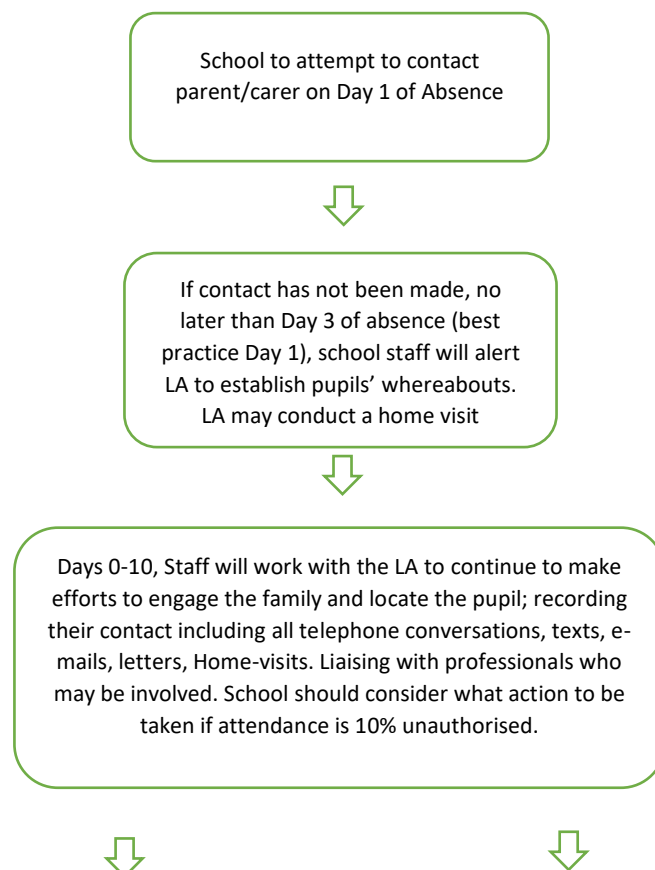 School to attempt to contact
parent/carer on Day 1 of Absence
If contact has not been made, no
later than Day 3 of absence (best
practice Day 1), school staff will alert
LA to establish pupils’ whereabouts.
LA may conduct a home visit
Days 0-10, Staff will work with the LA to continue to make
efforts to engage the family and locate the pupil; recording
their contact including all telephone conversations, texts, e-
mails, letters, Home-visits. Liaising with professionals who
may be involved. School should consider what action to be
taken if attendance is 10% unauthorised.